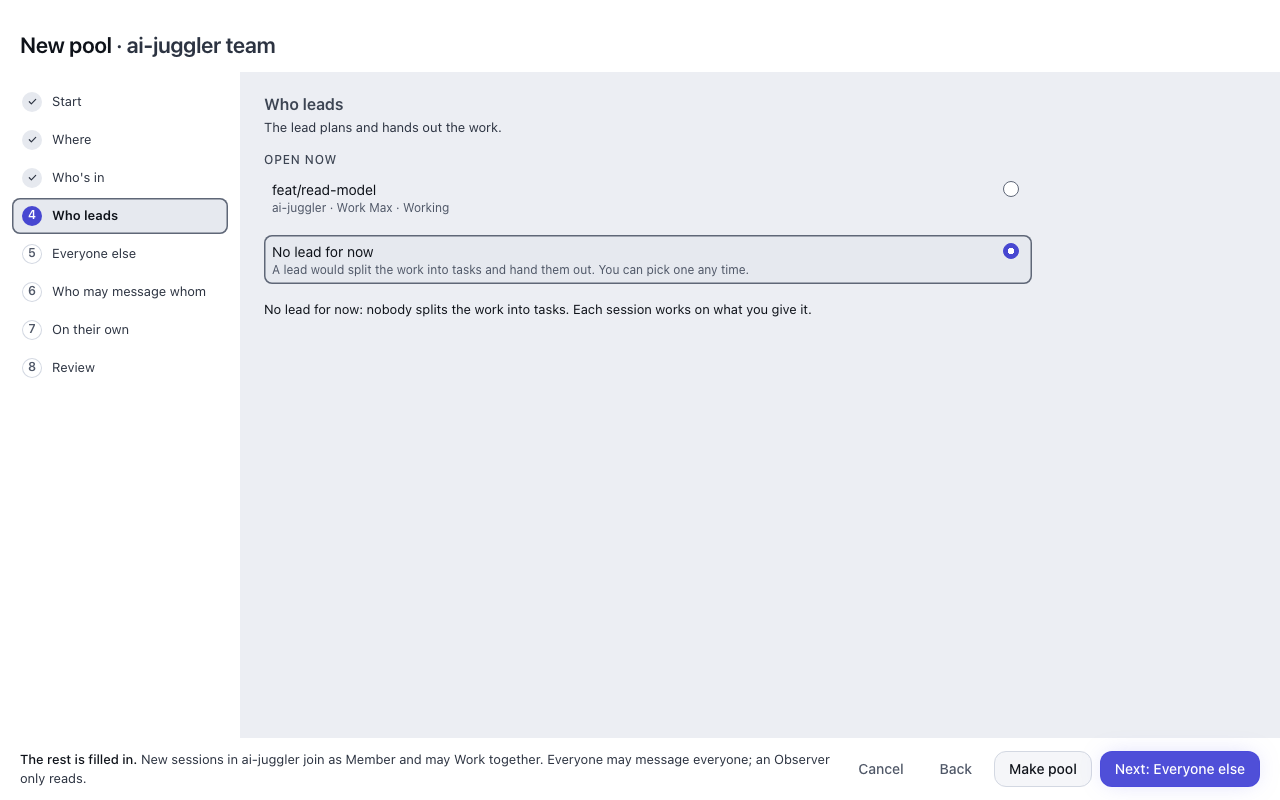 New pool · ai-juggler team
Start
Where
Who's in
4 Who leads
5 Everyone else
6 Who may message whom
7 On their own
8 Review
Who leads
The lead plans and hands out the work.
OPEN NOW
feat/read-model
ai-juggler · Work Max · Working
No lead for now
A lead would split the work into tasks and hand them out. You can pick one any time.
No lead for now: nobody splits the work into tasks. Each session works on what you give it.
The rest is filled in. New sessions in ai-juggler join as Member and may Work together. Everyone may message everyone; an Observer
only reads.
Cancel
Back
Make pool
Next: Everyone else